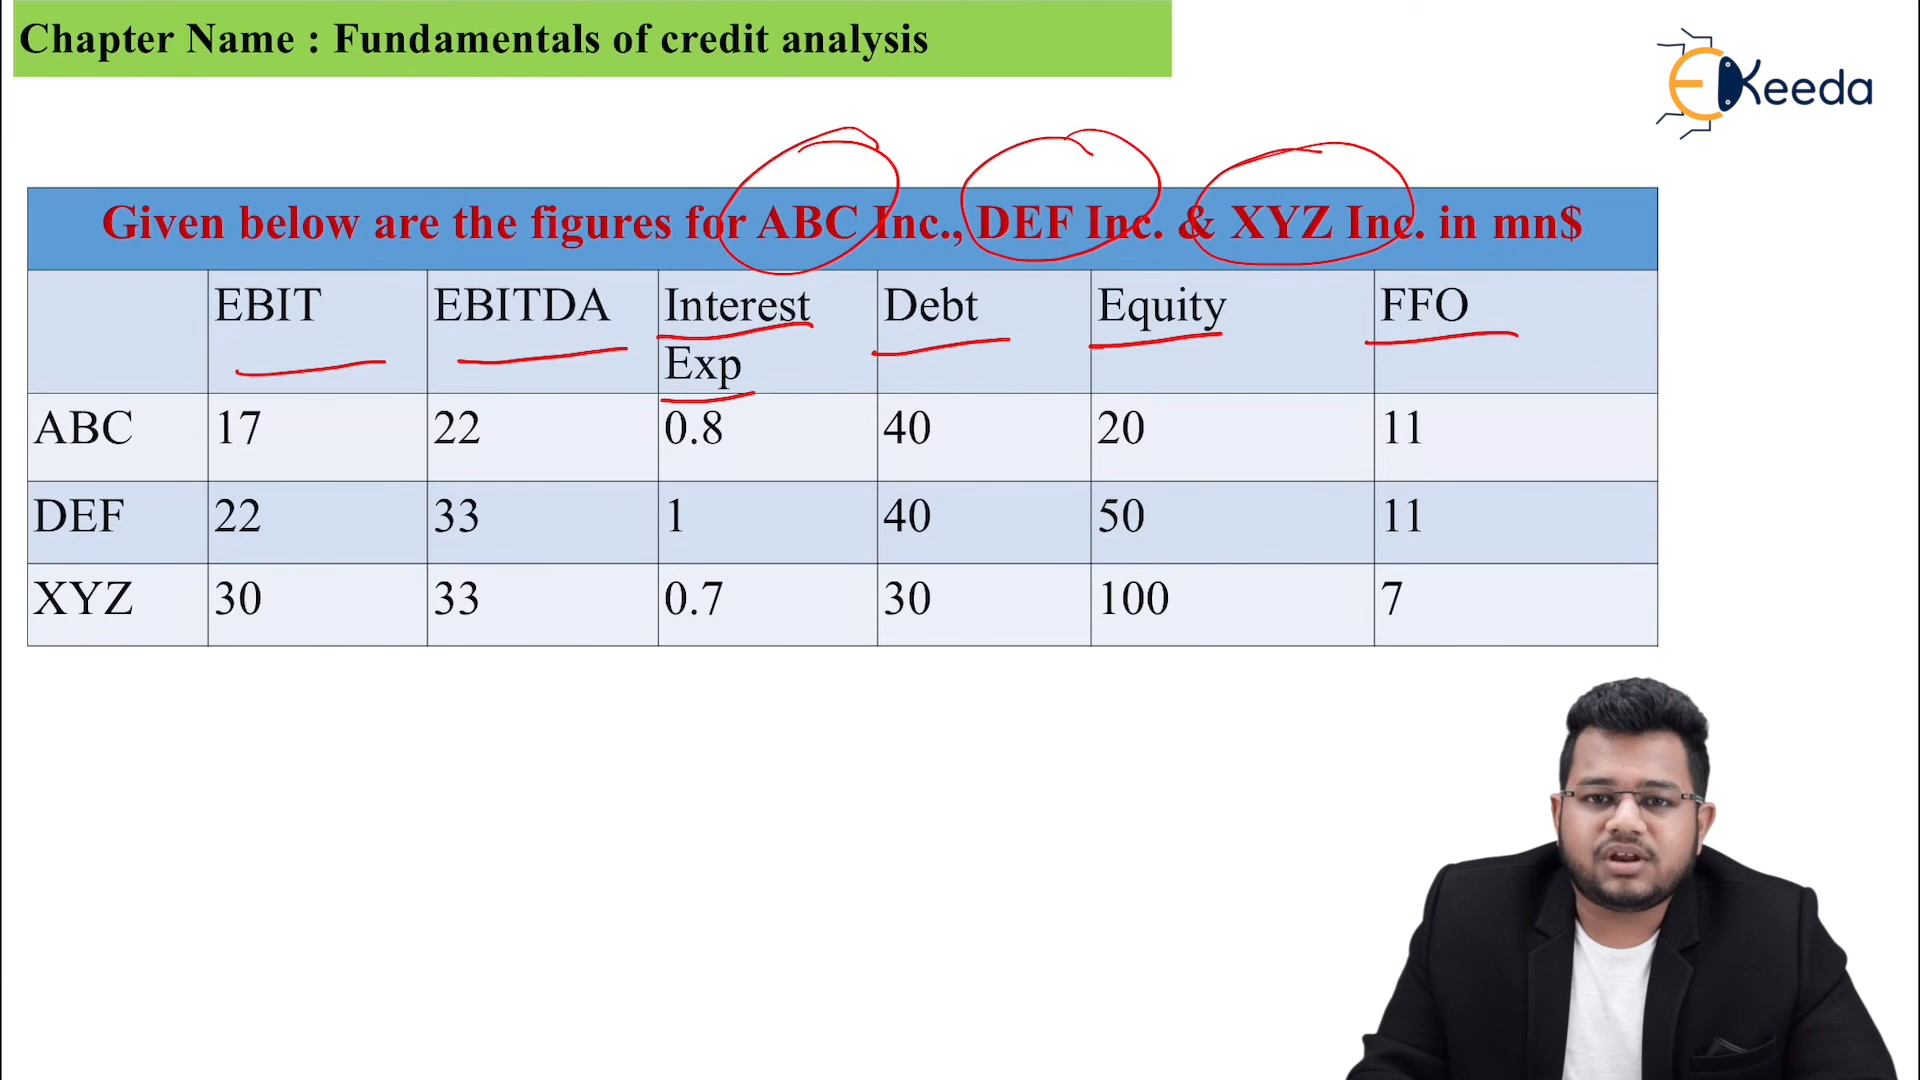 Chapter Name : Fundamentals of credit analysis
EKeeda
Given below are the figures for ABC Inc., DEF Inc. & XYZ Inc. in mn$
EBIT EBITDA Interest Exp Debt Equity FFO
ABC 17 22 0.8 40 20 11
DEF 22 33 1 40 50 11
XYZ 30 33 0.7 30 100 7